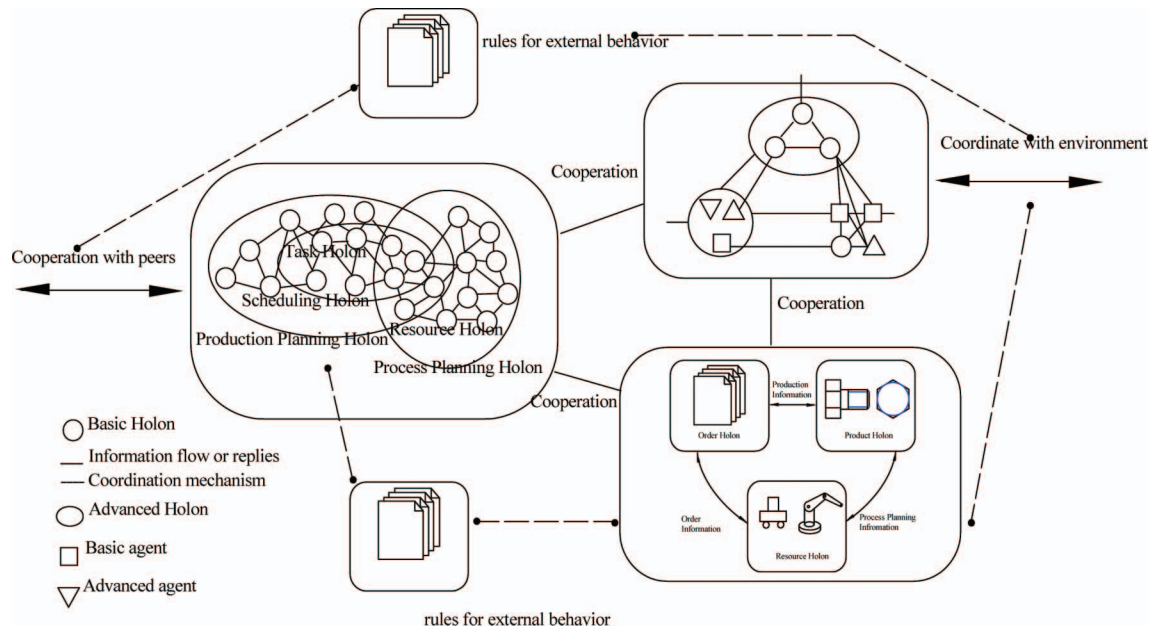 rules for external behavior
Coordinate with environment
Cooperation
Cooperation with peers
Task Holon
Scheduling Holon
Production Planning Holon
Resource Holon
Process Planning Holon
Cooperation
Cooperation
Production
Information
Order Holon
Product Holon
Order
Information
Process Planning
Infromation
Resource Holon
Basic Holon
Information flow or replies
Coordination mechanism
Advanced Holon
Basic agent
Advanced agent
rules for external behavior